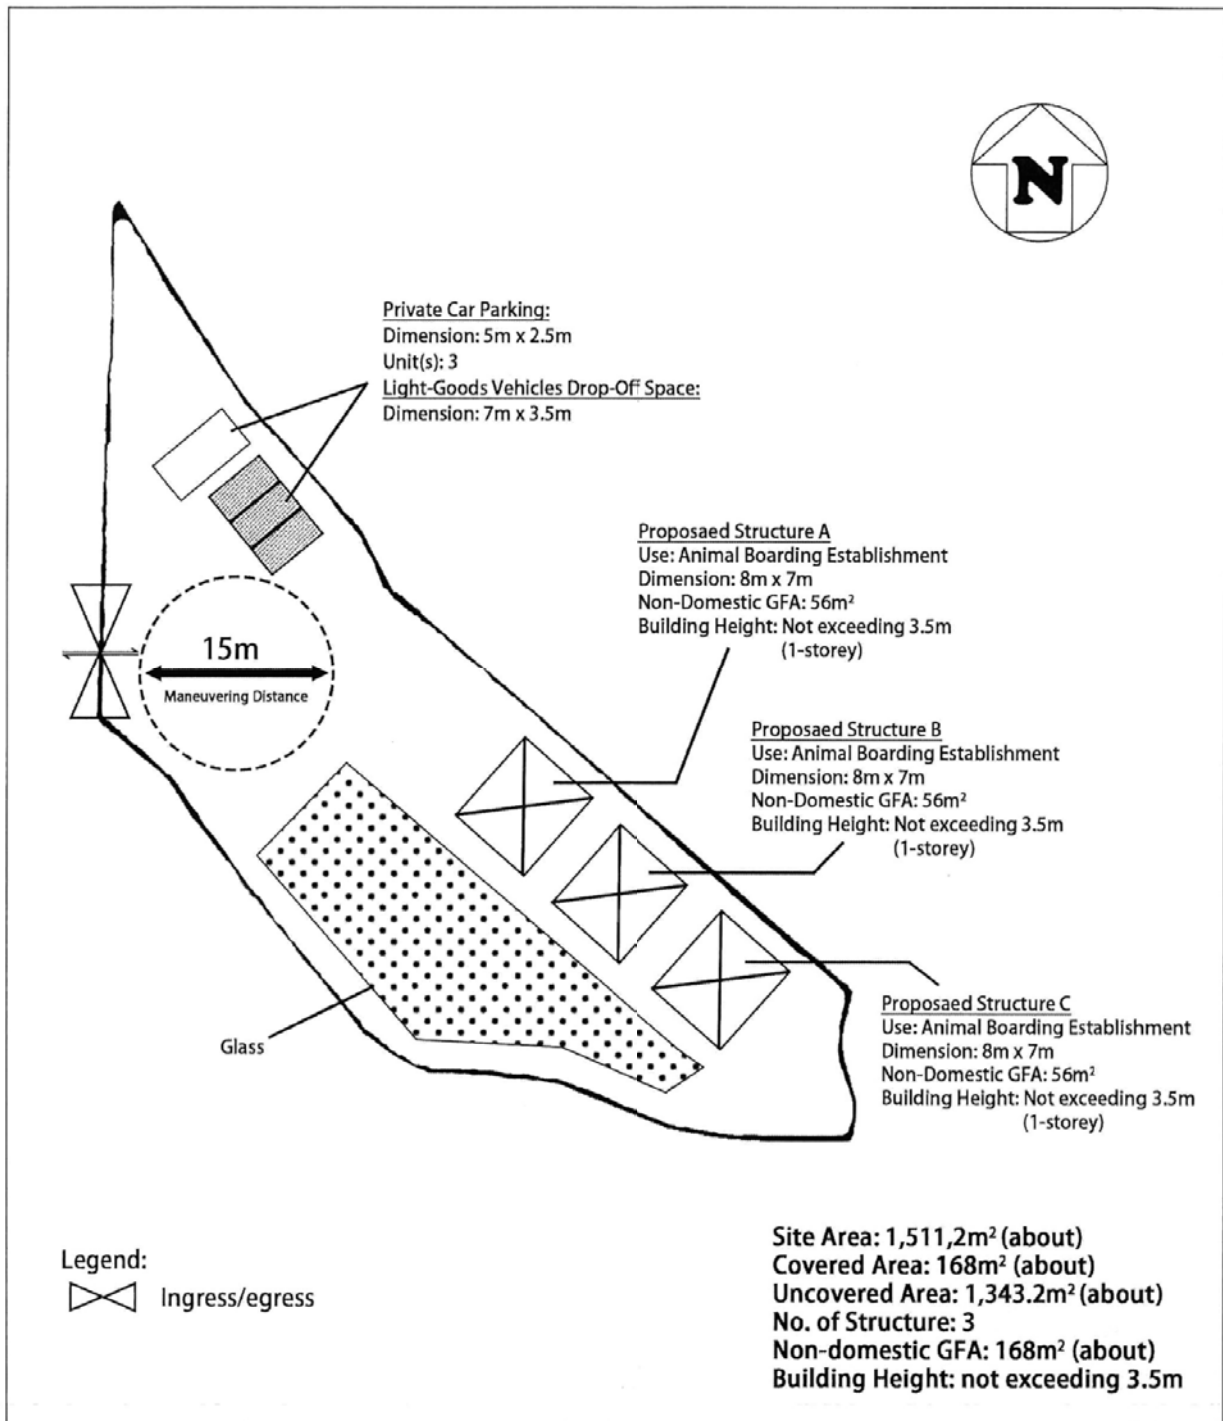 N
Private Car Parking:
Dimension: 5m x 2.5m
Unit(s): 3
Light-Goods Vehicles Drop-Off Space:
Dimension: 7m x 3.5m
Proposaed Structure A
Use: Animal Boarding Establishment
Dimension: 8m x 7m
Non-Domestic GFA: 56m²
Building Height: Not exceeding 3.5m
(1-storey)
15m
Maneuvering Distance
Proposaed Structure B
Use: Animal Boarding Establishment
Dimension: 8m x 7m
Non-Domestic GFA: 56m²
Building Height: Not exceeding 3.5m
(1-storey)
Proposaed Structure C
Use: Animal Boarding Establishment
Dimension: 8m x 7m
Non-Domestic GFA: 56m²
Building Height: Not exceeding 3.5m
(1-storey)
Glass
Legend:
Ingress/egress
Site Area: 1,511,2m² (about)
Covered Area: 168m² (about)
Uncovered Area: 1,343.2m² (about)
No. of Structure: 3
Non-domestic GFA: 168m² (about)
Building Height: not exceeding 3.5m